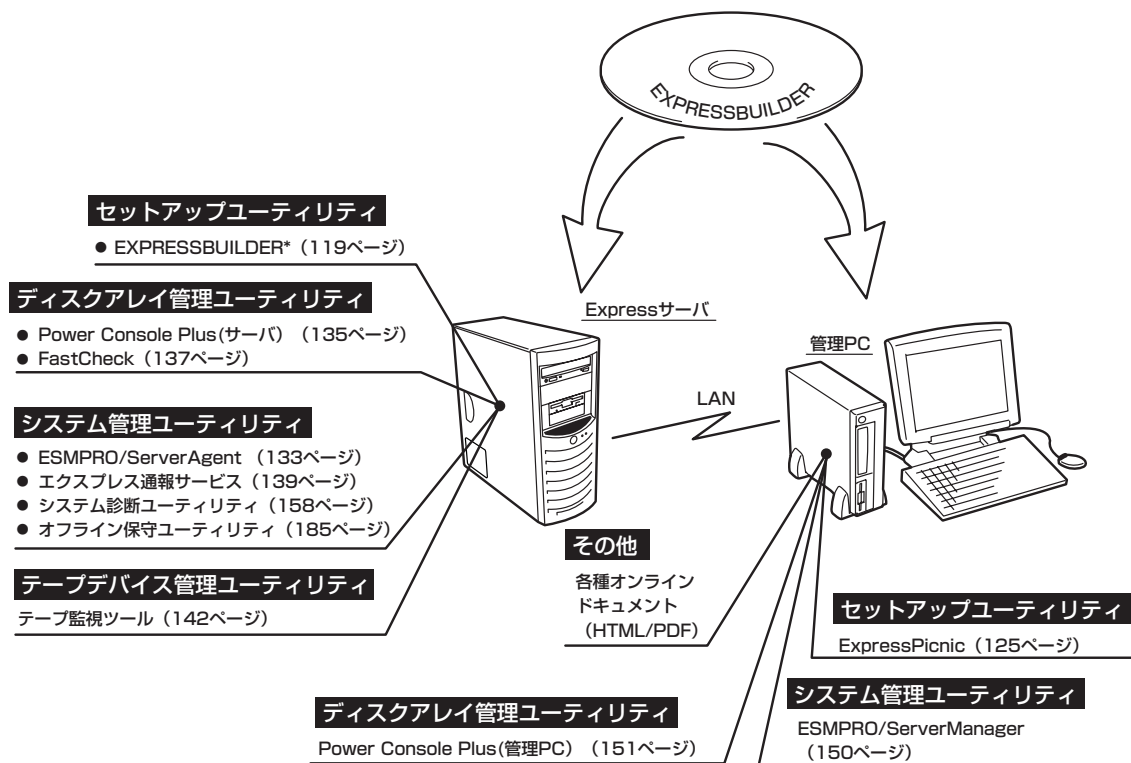 EXPRESSBUILDER
セットアップユーティリティ
● EXPRESSBUILDER*（119ページ）
ディスクアレイ管理ユーティリティ
● Power Console Plus(サーバ）（135ページ）
● FastCheck（137ページ）
システム管理ユーティリティ
● ESMPRO/ServerAgent （133ページ）
● エクスプレス通報サービス（139ページ）
● システム診断ユーティリティ（158ページ）
● オフライン保守ユーティリティ（185ページ）
テープデバイス管理ユーティリティ
テープ監視ツール（142ページ）
Expressサーバ
LAN
管理PC
その他
各種オンライン
ドキュメント
（HTML/PDF）
セットアップユーティリティ
ExpressPicnic（125ページ）
ディスクアレイ管理ユーティリティ
Power Console Plus(管理PC）（151ページ）
システム管理ユーティリティ
ESMPRO/ServerManager
（150ページ）